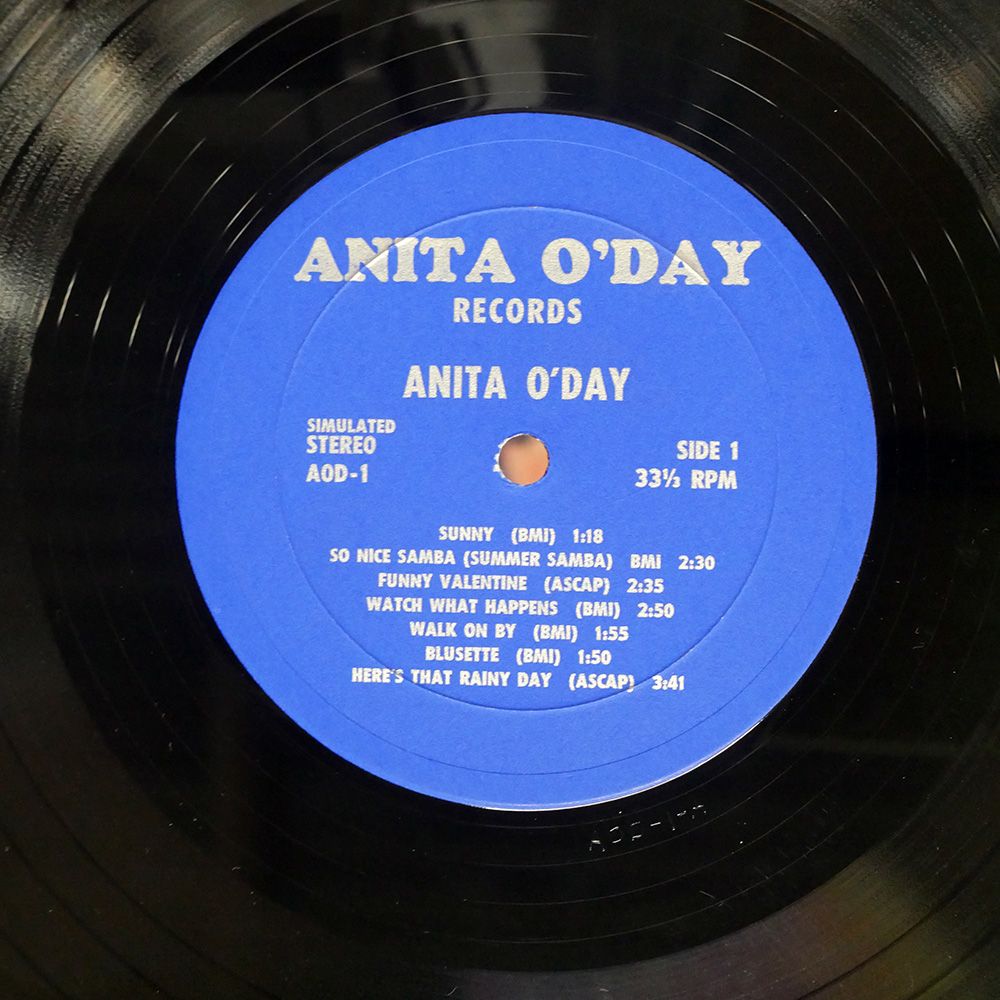 ANITA O'DAY
RECORDS
ANITA O'DAY
SIMULATED
STEREO
AOD-1
SIDE 1
33⅓ RPM
SUNNY (BMI) 1:18
SO NICE SAMBA (SUMMER SAMBA) BMI 2:30
FUNNY VALENTINE (ASCAP) 2:35
WATCH WHAT HAPPENS (BMI) 2:50
WALK ON BY (BMI) 1:55
BLUSETTE (BMI) 1:50
HERE'S THAT RAINY DAY (ASCAP) 3:41